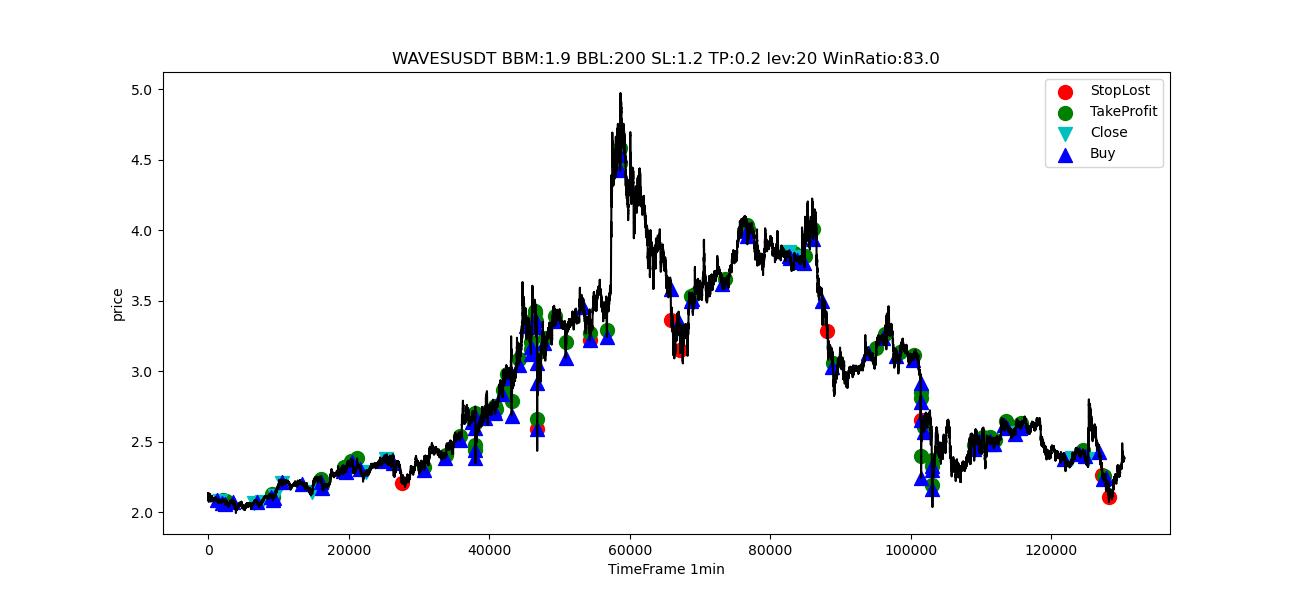 WAVESUSDT BBM:1.9 BBL:200 SL:1.2 TP:0.2 lev:20 WinRatio:83.0
StopLost
TakeProfit
Close
Buy
price
5.0
4.5
4.0
3.5
3.0
2.5
2.0
0 20000 40000 60000 80000 100000 120000
TimeFrame 1min